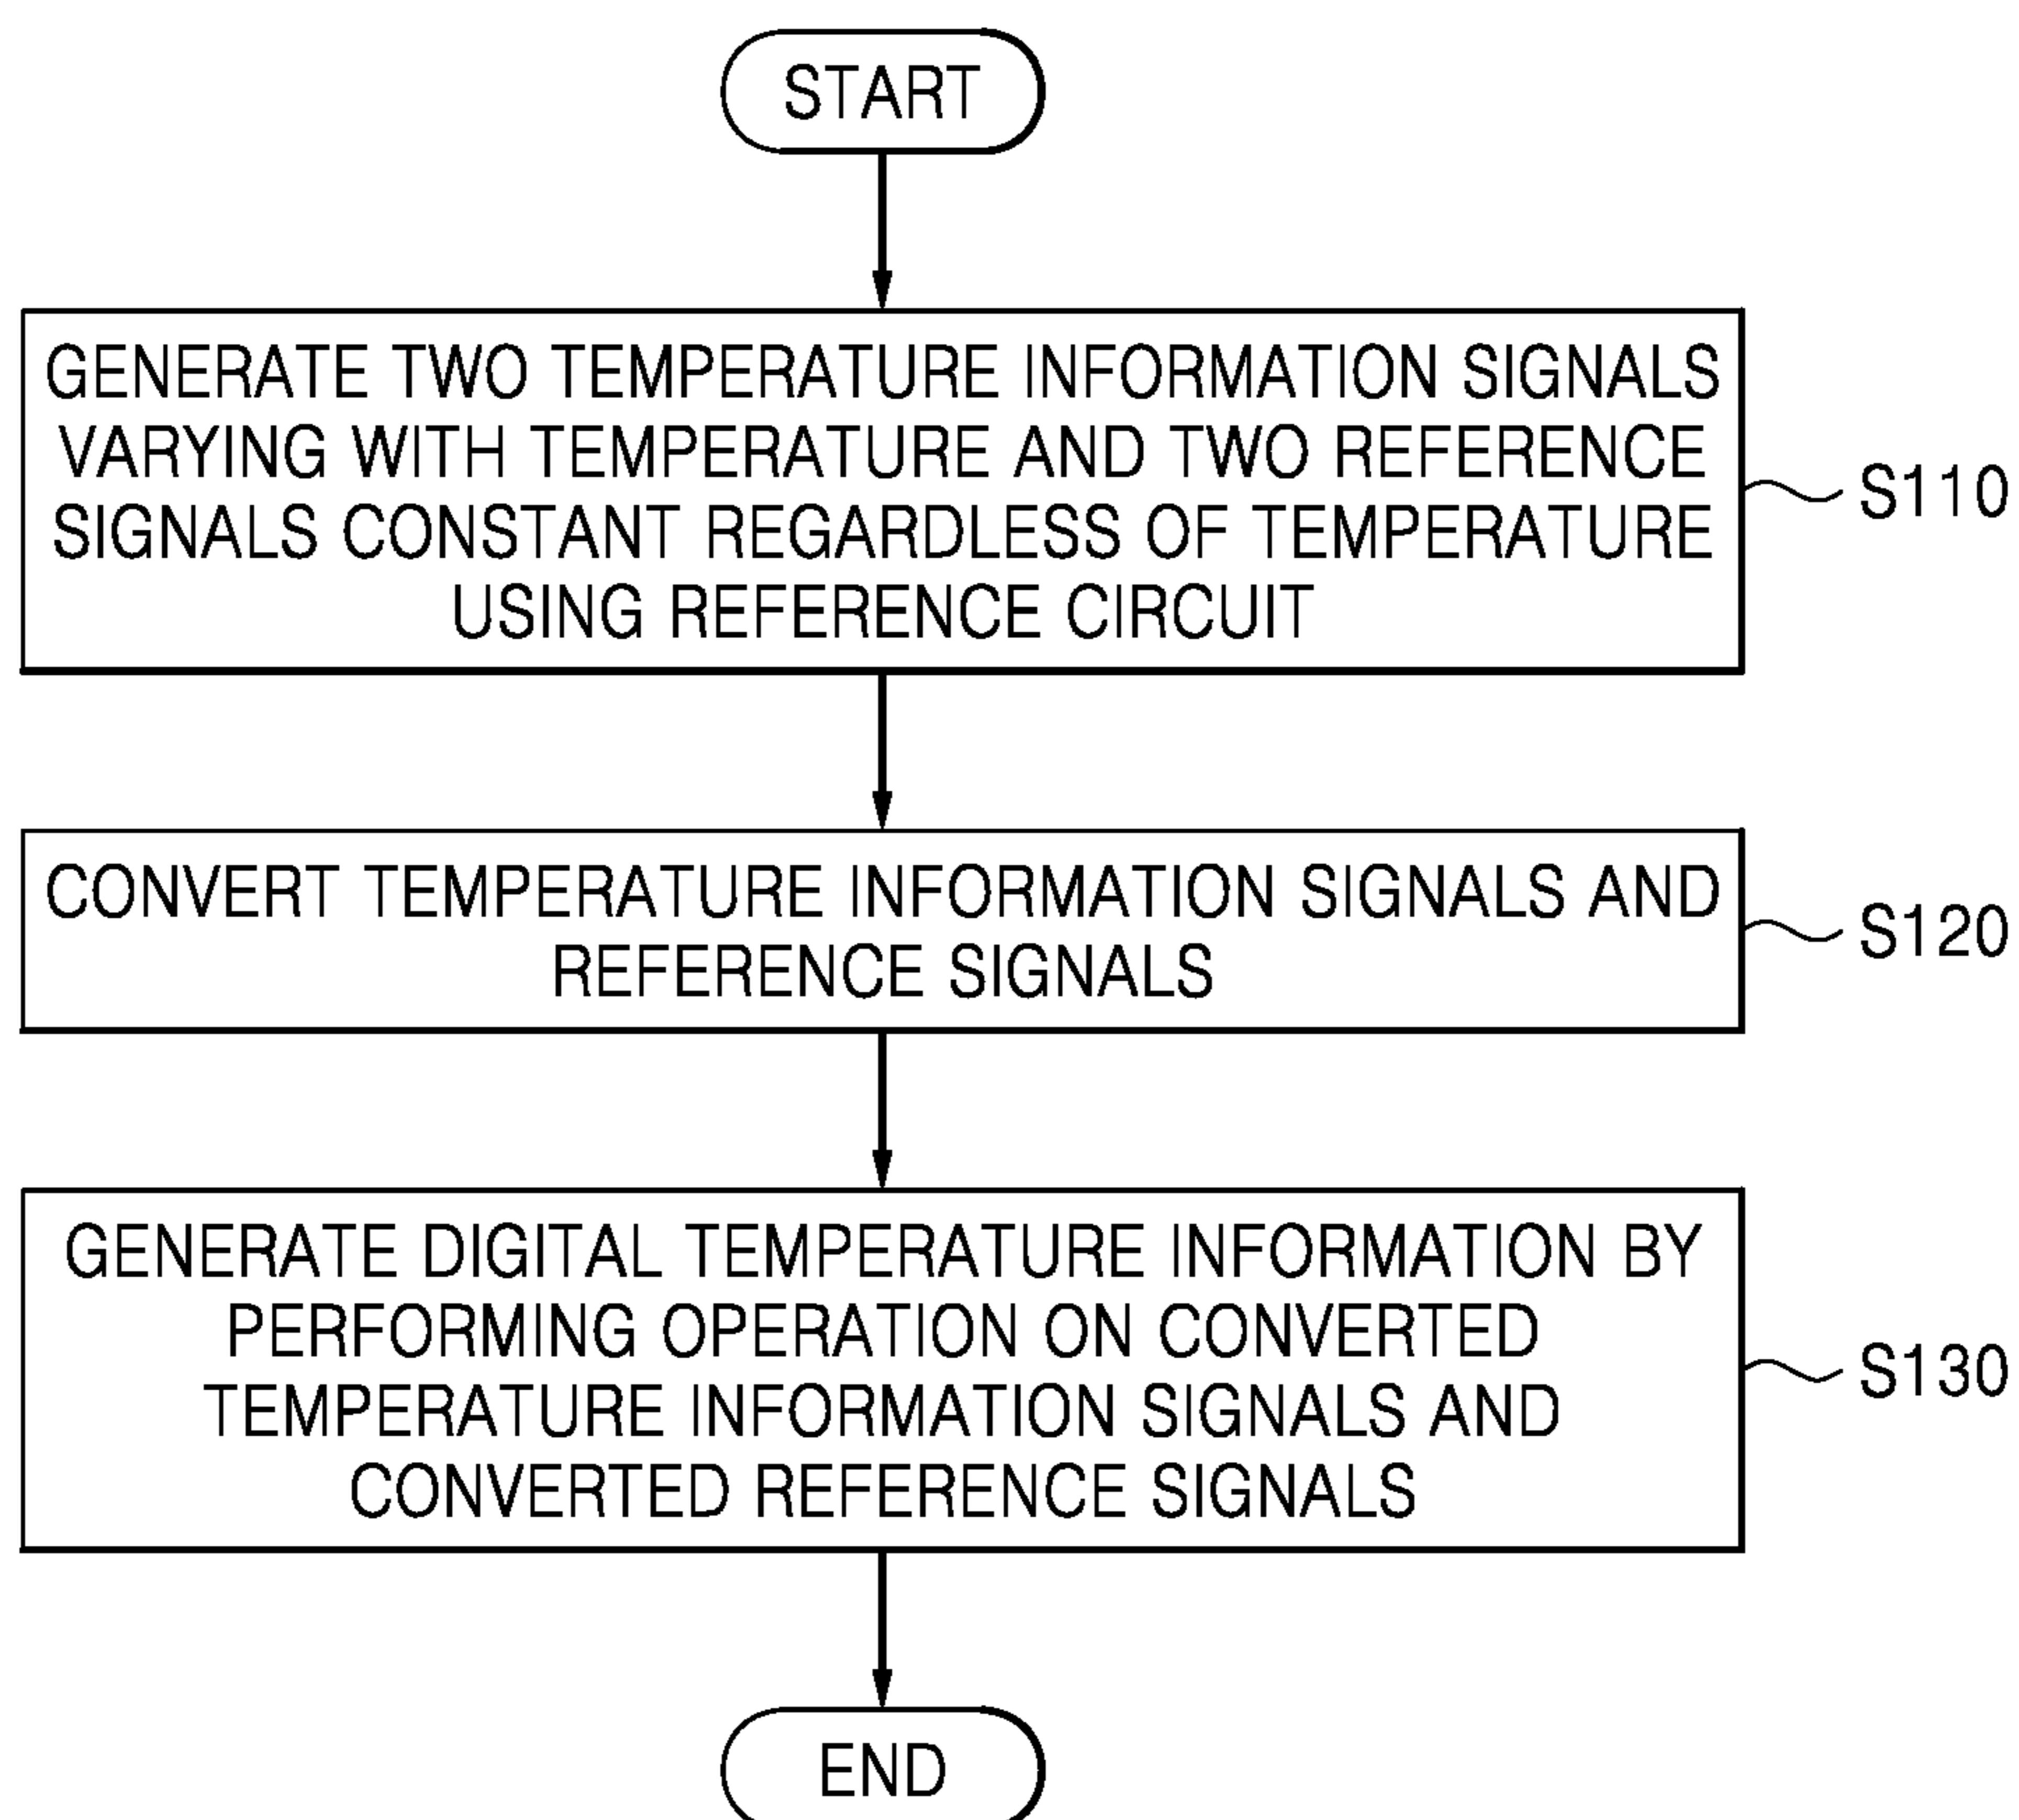 START
GENERATE TWO TEMPERATURE INFORMATION SIGNALS
VARYING WITH TEMPERATURE AND TWO REFERENCE
SIGNALS CONSTANT REGARDLESS OF TEMPERATURE
USING REFERENCE CIRCUIT
S110
CONVERT TEMPERATURE INFORMATION SIGNALS AND
REFERENCE SIGNALS
S120
GENERATE DIGITAL TEMPERATURE INFORMATION BY
PERFORMING OPERATION ON CONVERTED
TEMPERATURE INFORMATION SIGNALS AND
CONVERTED REFERENCE SIGNALS
S130
END